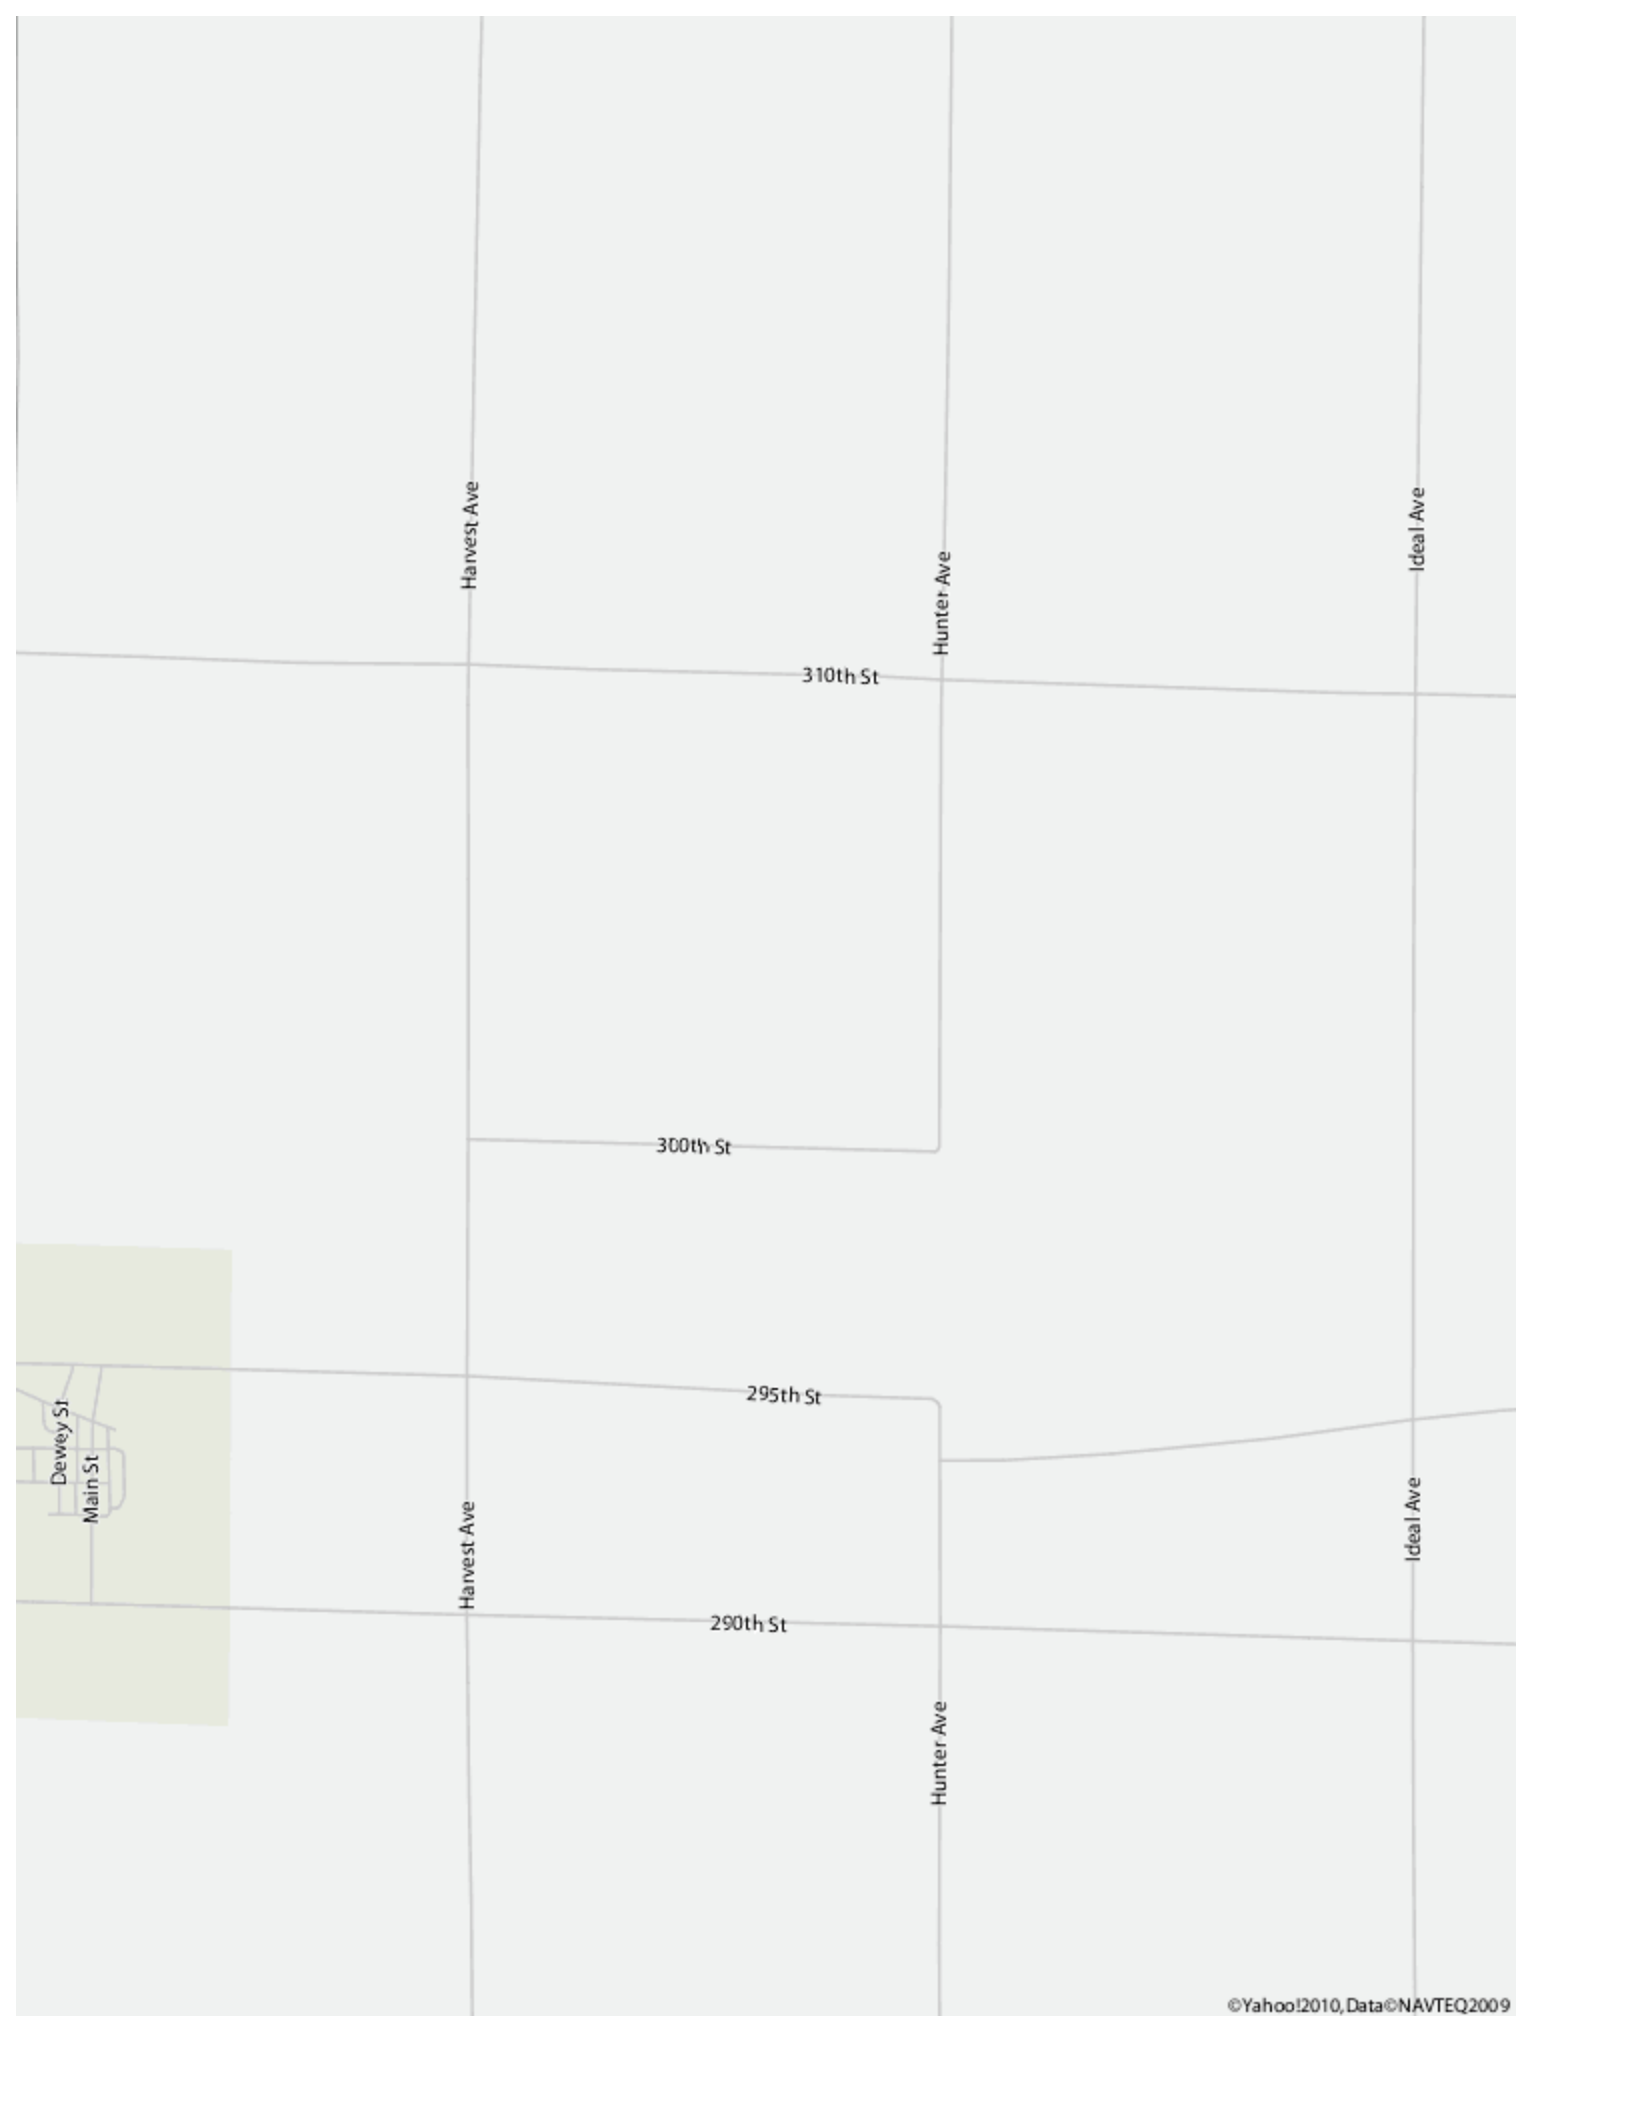 Harvest Ave
Ideal Ave
Hunter Ave
310th St
300th St
295th St
Dewey St
Main St
Ideal Ave
Harvest Ave
290th St
Hunter Ave
©Yahoo!2010,Data©NAVTEQ2009